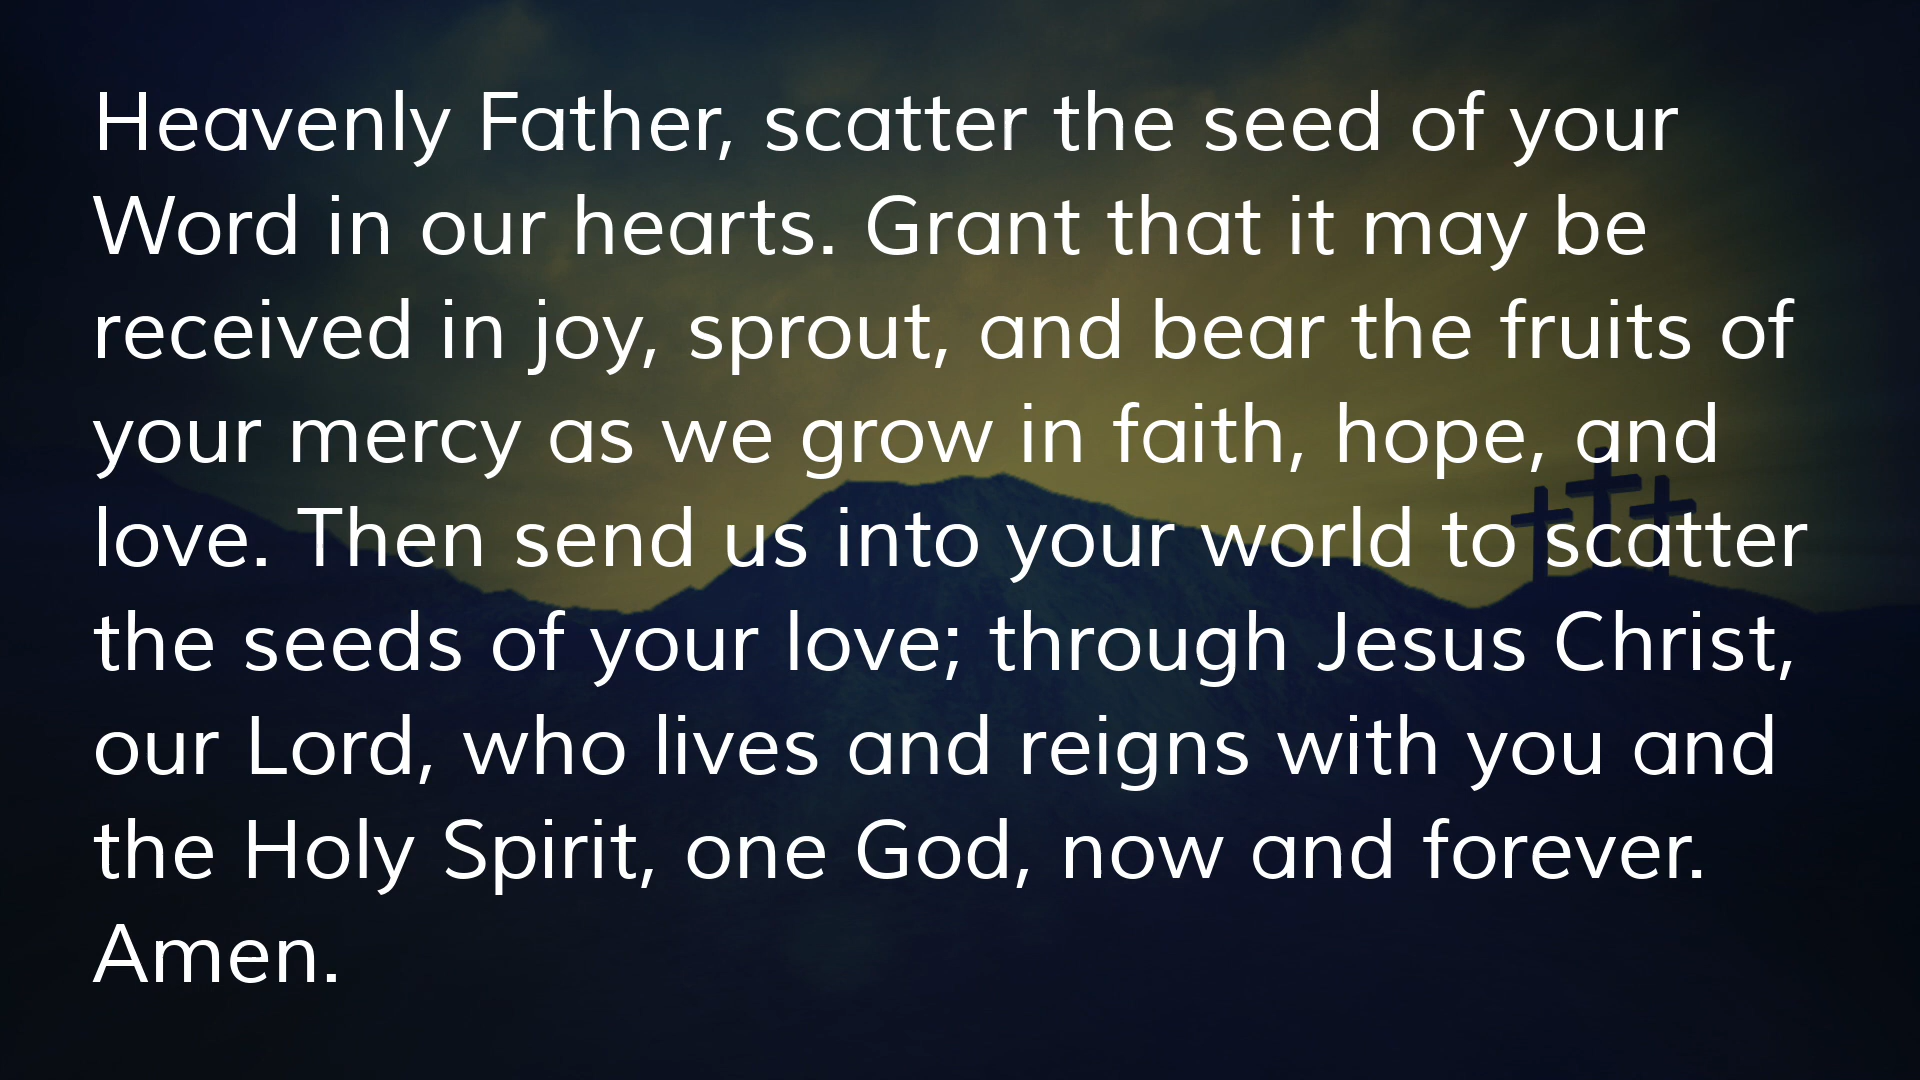 Heavenly Father, scatter the seed of your
Word in our hearts. Grant that it may be
received in joy, sprout, and bear the fruits of
your mercy as we grow in faith, hope, and
love. Then send us into your world to scatter
the seeds of your love; through Jesus Christ,
our Lord, who lives and reigns with you and
the Holy Spirit, one God, now and forever.
Amen.